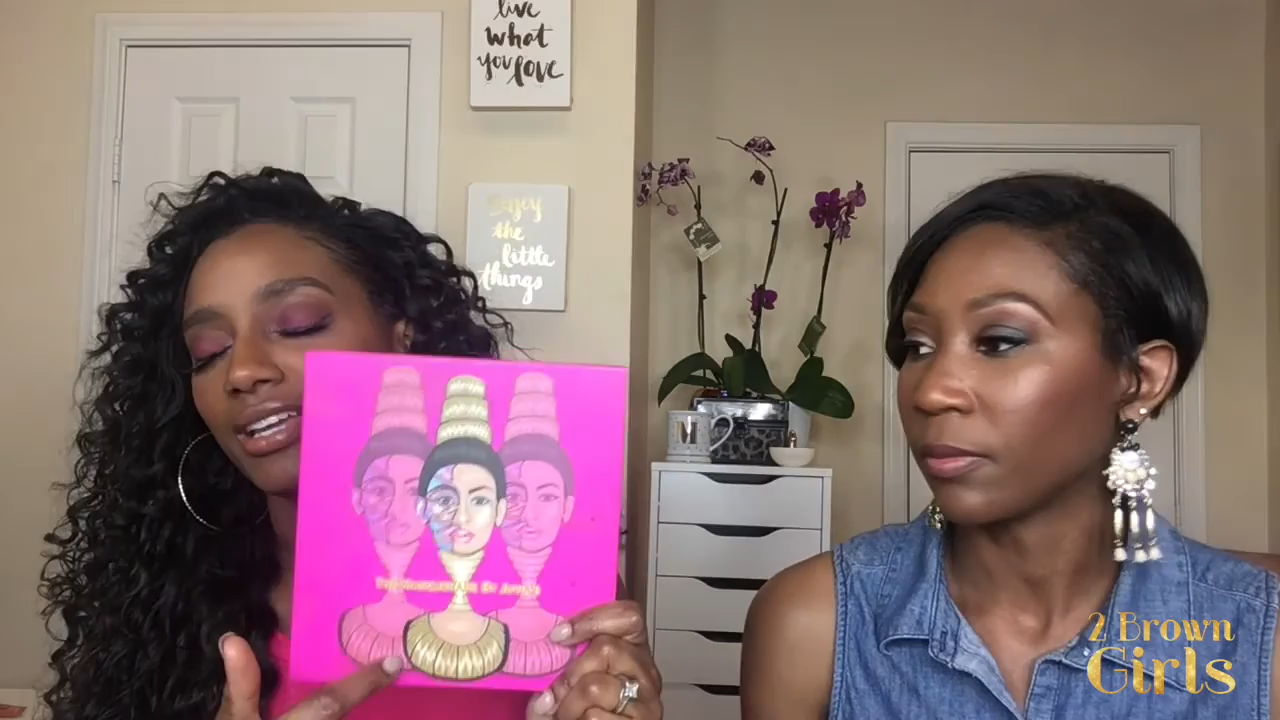 live
what
you love
Enjoy
the
little
things
M
2 Brown
Girls